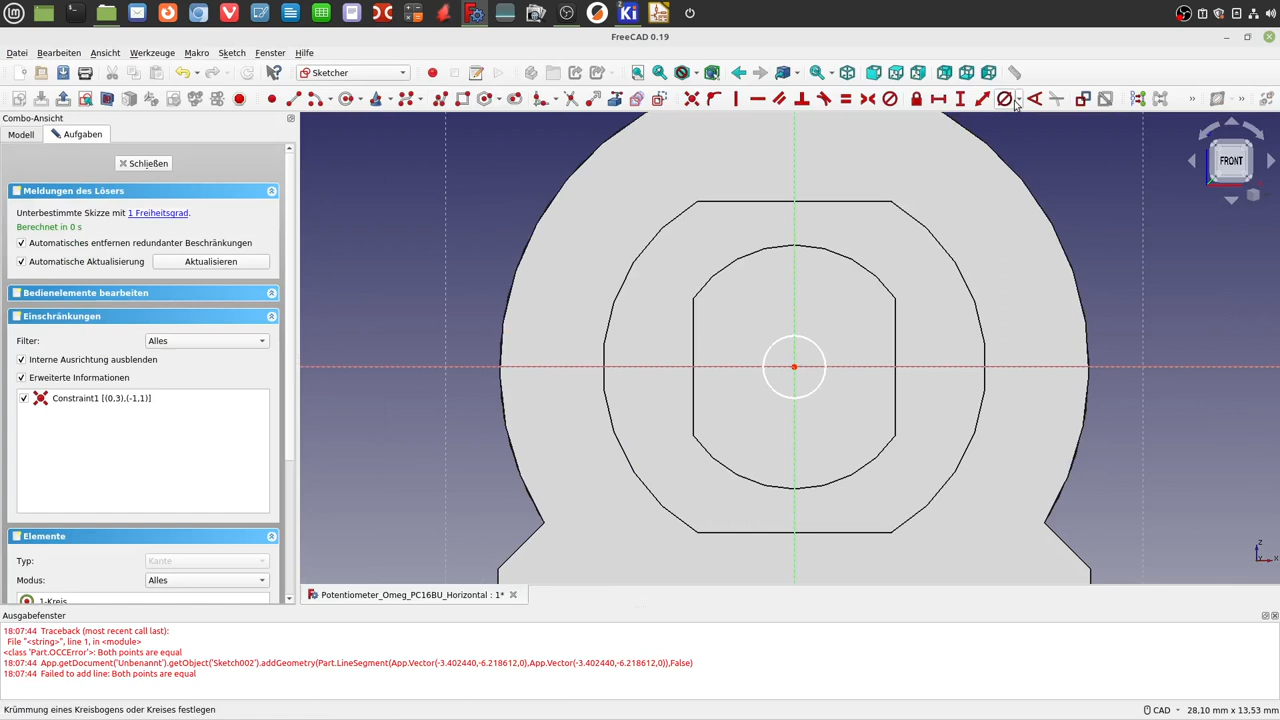 FreeCAD 0.19
Datei Bearbeiten Ansicht Werkzeuge Makro Sketch Fenster Hilfe
Sketcher
Combo-Ansicht
Modell Aufgaben
Schließen
Meldungen des Lösers
Unterbestimmte Skizze mit 1 Freiheitsgrad.
Berechnet in 0 s
Automatisches entfernen redundanter Beschränkungen
Automatische Aktualisierung Aktualisieren
Bedienelemente bearbeiten
Einschränkungen
Filter: Alles
Interne Ausrichtung ausblenden
Erweiterte Informationen
Constraint1 [(0,3),(-1,1)]
Elemente
Typ: Kante
Modus: Alles
1-Kreis
FRONT
Z
X
Potentiometer_Omeg_PC16BU_Horizontal : 1*
Ausgabefenster
18:07:44 Traceback (most recent call last):
File "<string>", line 1, in <module>
<class 'Part.OCCError'>: Both points are equal
18:07:44 App.getDocument('Unbenannt').getObject('Sketch002').addGeometry(Part.LineSegment(App.Vector(-3.402440,-6.218612,0),App.Vector(-3.402440,-6.218612,0)),False)
18:07:44 Failed to add line: Both points are equal
Krümmung eines Kreisbogens oder Kreises festlegen
CAD 28,10 mm x 13,53 mm